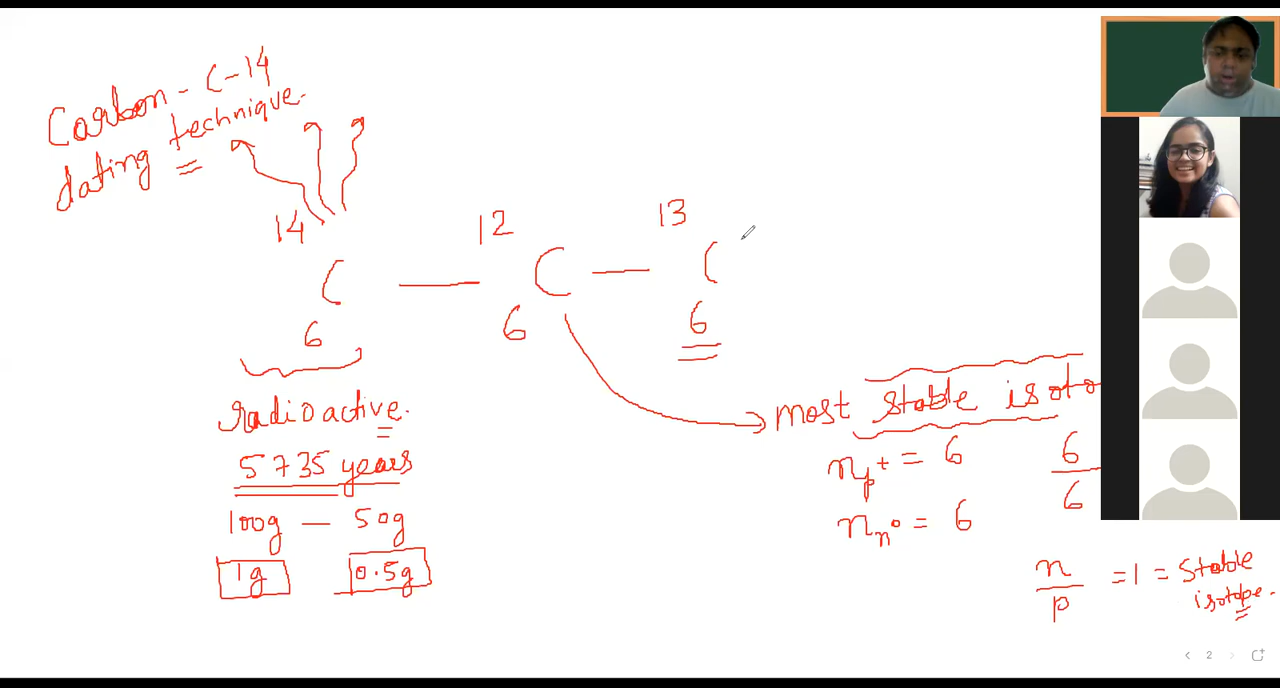 Carbon - C-14
dating technique.
14
C
6
12
C
6
13
C
6
radioactive.
5735 years
100g — 50g
1g 0.5g
most stable isoto
n p+ = 6
n n° = 6
6
6
n
p
= 1 = stable
isotope.
2